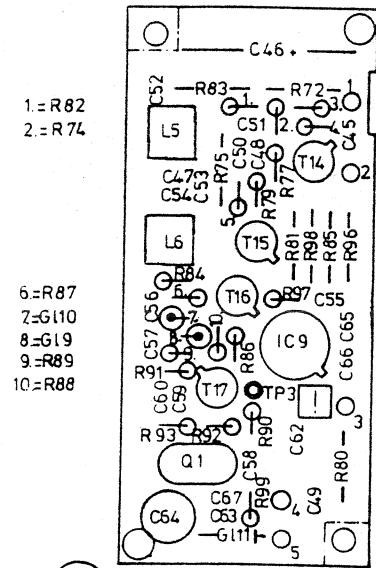 C46+
C52
R83
R72
1.
3.
1
1.=R82
2.=R74
L5
C51
2.
4.
C45
R75
C50
C48
R77
T14
2
C47
C54
C53
R79
5.
L6
T15
R81
R98
R85
R96
R84
6.=R87
7.=Gl10
8.=Gl9
9.=R89
10.=R88
6.
T16
R97
C55
C56
7.
8.
10.
R86
IC9
C65
C57
9.
C66
R91
T17
TP3
C60
C59
3
R93
R92
R90
C62
Q1
C58
R80
C67
R99
C49
4
C64
C63
Gl11
5